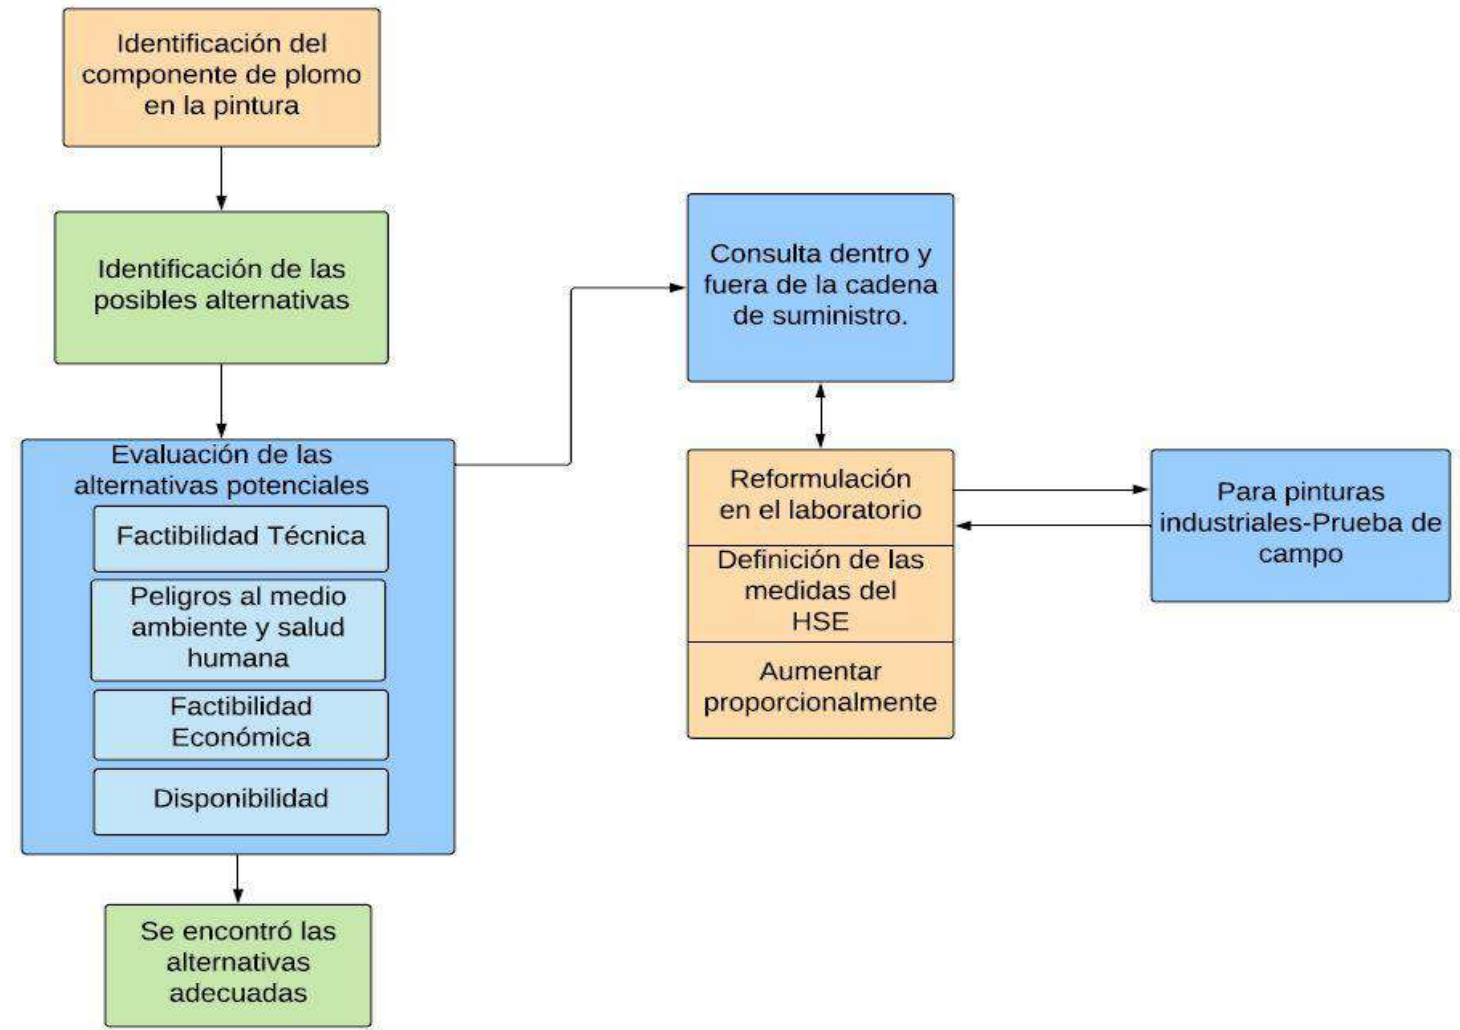 Identificación del
componente de plomo
en la pintura
Identificación de las
posibles alternativas
Evaluación de las
alternativas potenciales
Factibilidad Técnica
Peligros al medio
ambiente y salud
humana
Factibilidad
Económica
Disponibilidad
Se encontró las
alternativas
adecuadas
Consulta dentro y
fuera de la cadena
de suministro.
Reformulación
en el laboratorio
Definición de las
medidas del
HSE
Aumentar
proporcionalmente
Para pinturas
industriales-Prueba de
campo